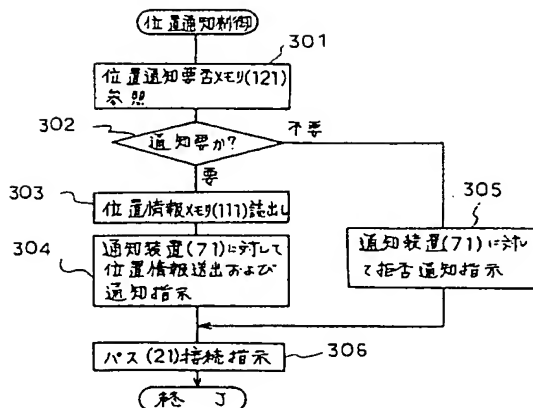 位置通知制御
301
位置通知要否メモリ(121)
参照
302
通知要か?
不要
要
303
位置情報メモリ(111)読出し
305
304
通知装置(71)に対して
位置情報送出および
通知指示
通知装置(71)に対し
て拒否通知指示
パス(21)接続指示
306
終了